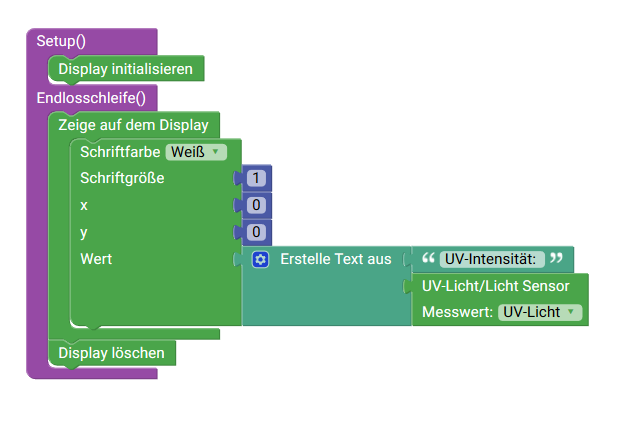 Setup()
Display initialisieren
Endlosschleife()
Zeige auf dem Display
Schriftfarbe Weiß
Schriftgröße 1
x 0
y 0
Wert Erstelle Text aus “ UV-Intensität: ”
UV-Licht/Licht Sensor
Messwert: UV-Licht
Display löschen